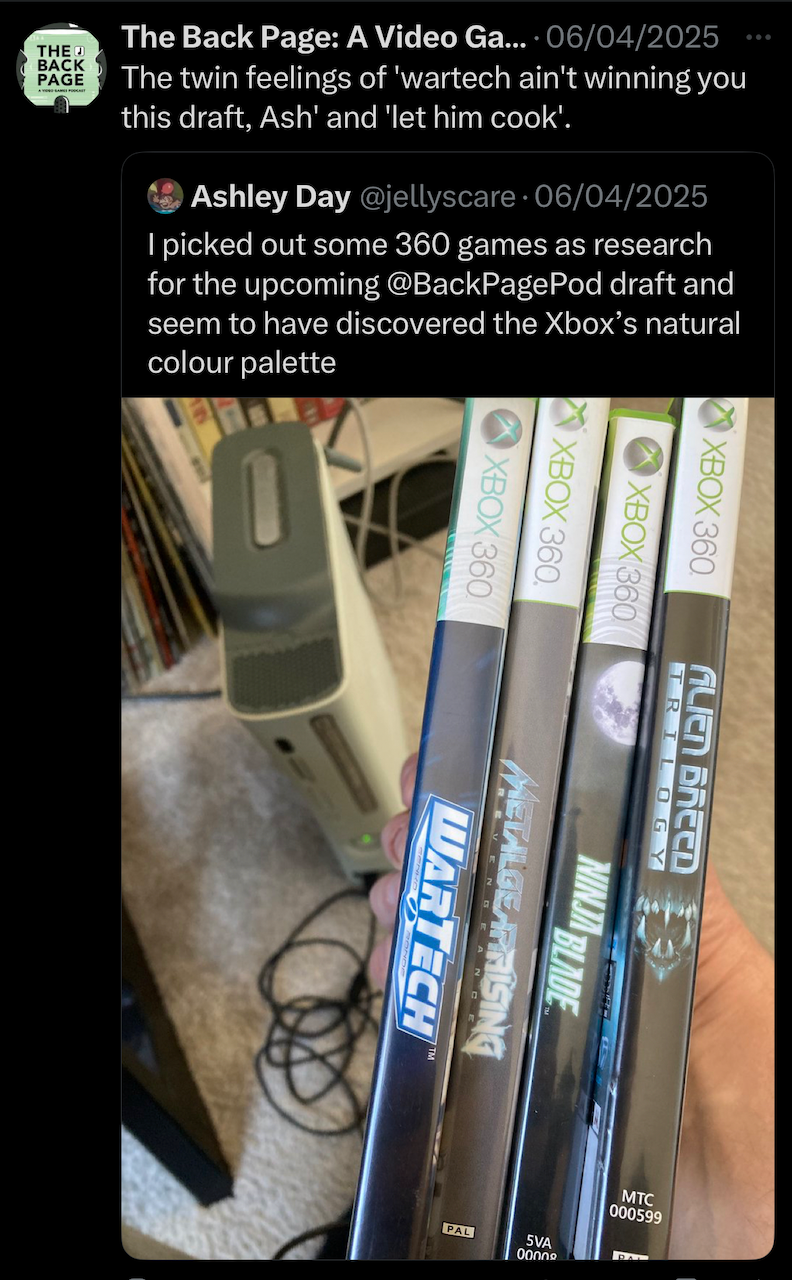 The Back Page: A Video Ga... · 06/04/2025
The twin feelings of 'wartech ain't winning you
this draft, Ash' and 'let him cook'.
THE
BACK
PAGE
A VIDEO GAMES PODCAST
Ashley Day @jellyscare · 06/04/2025
I picked out some 360 games as research
for the upcoming @BackPagePod draft and
seem to have discovered the Xbox’s natural
colour palette
XBOX 360
WARTECH
TM
XBOX 360.
METAL GEAR RISING
REVENGEANCE
PAL
XBOX 360
NINJA BLADE
5VA
00008
XBOX 360.
ALIEN BREED
TRILOGY
MTC
000599
PAL